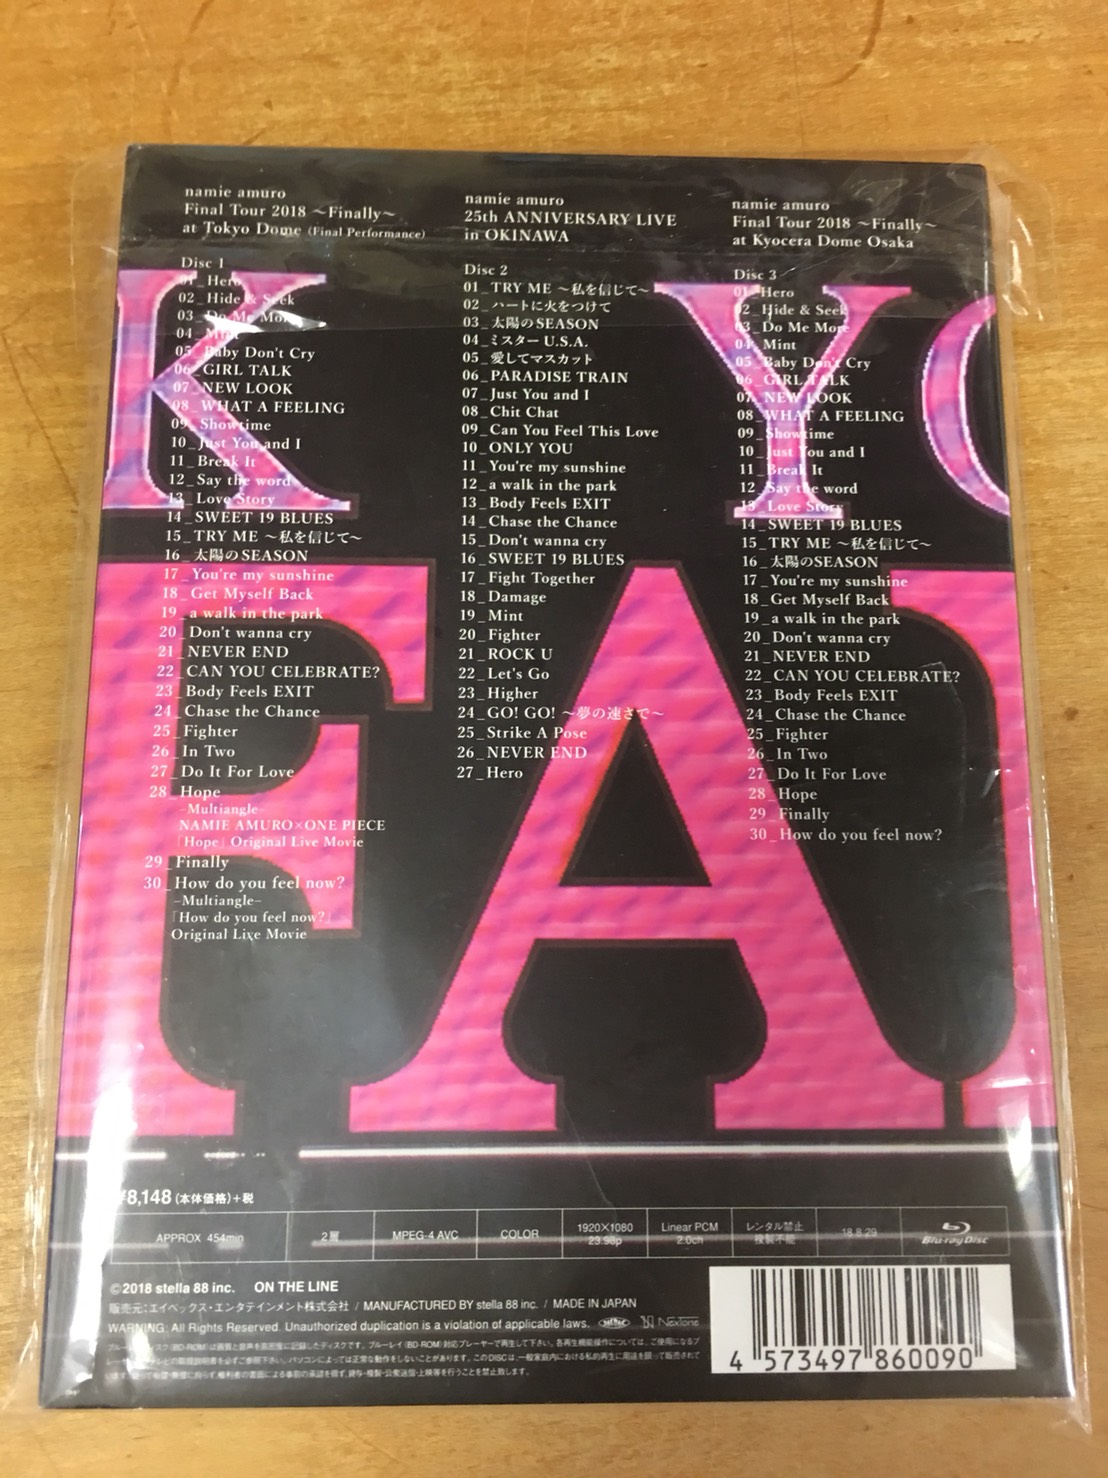 namie amuro
Final Tour 2018 ～Finally～
at Tokyo Dome (Final Performance)
Disc 1
01_Hero
02_Hide & Seek
03_Do Me More
04_Mint
05_Baby Don't Cry
06_GIRL TALK
07_NEW LOOK
08_WHAT A FEELING
09_Showtime
10_Just You and I
11_Break It
12_Say the word
13_Love Story
14_SWEET 19 BLUES
15_TRY ME ～私を信じて～
16_太陽のSEASON
17_You're my sunshine
18_Get Myself Back
19_a walk in the park
20_Don't wanna cry
21_NEVER END
22_CAN YOU CELEBRATE?
23_Body Feels EXIT
24_Chase the Chance
25_Fighter
26_In Two
27_Do It For Love
28_Hope
–Multiangle–
NAMIE AMURO×ONE PIECE
「Hope」Original Live Movie
29_Finally
30_How do you feel now?
–Multiangle–
「How do you feel now?」
Original Live Movie
namie amuro
25th ANNIVERSARY LIVE
in OKINAWA
Disc 2
01_TRY ME ～私を信じて～
02_ハートに火をつけて
03_太陽のSEASON
04_ミスター U.S.A.
05_愛してマスカット
06_PARADISE TRAIN
07_Just You and I
08_Chit Chat
09_Can You Feel This Love
10_ONLY YOU
11_You're my sunshine
12_a walk in the park
13_Body Feels EXIT
14_Chase the Chance
15_Don't wanna cry
16_SWEET 19 BLUES
17_Fight Together
18_Damage
19_Mint
20_Fighter
21_ROCK U
22_Let's Go
23_Higher
24_GO! GO! ～夢の速さで～
25_Strike A Pose
26_NEVER END
27_Hero
namie amuro
Final Tour 2018 ～Finally～
at Kyocera Dome Osaka
Disc 3
01_Hero
02_Hide & Seek
03_Do Me More
04_Mint
05_Baby Don't Cry
06_GIRL TALK
07_NEW LOOK
08_WHAT A FEELING
09_Showtime
10_Just You and I
11_Break It
12_Say the word
13_Love Story
14_SWEET 19 BLUES
15_TRY ME ～私を信じて～
16_太陽のSEASON
17_You're my sunshine
18_Get Myself Back
19_a walk in the park
20_Don't wanna cry
21_NEVER END
22_CAN YOU CELEBRATE?
23_Body Feels EXIT
24_Chase the Chance
25_Fighter
26_In Two
27_Do It For Love
28_Hope
29_Finally
30_How do you feel now?
K YO
FA
¥8,148(本体価格)+税
APPROX 454min
2層
MPEG-4 AVC
COLOR
1920×1080
23.98p
Linear PCM
2.0ch
レンタル禁止
複製不能
18.8.29
Blu-ray Disc
©2018 stella 88 inc. ON THE LINE
販売元:エイベックス・エンタテインメント株式会社 / MANUFACTURED BY stella 88 inc. / MADE IN JAPAN
WARNING: All Rights Reserved. Unauthorized duplication is a violation of applicable laws. NexTone
4 573497 860090